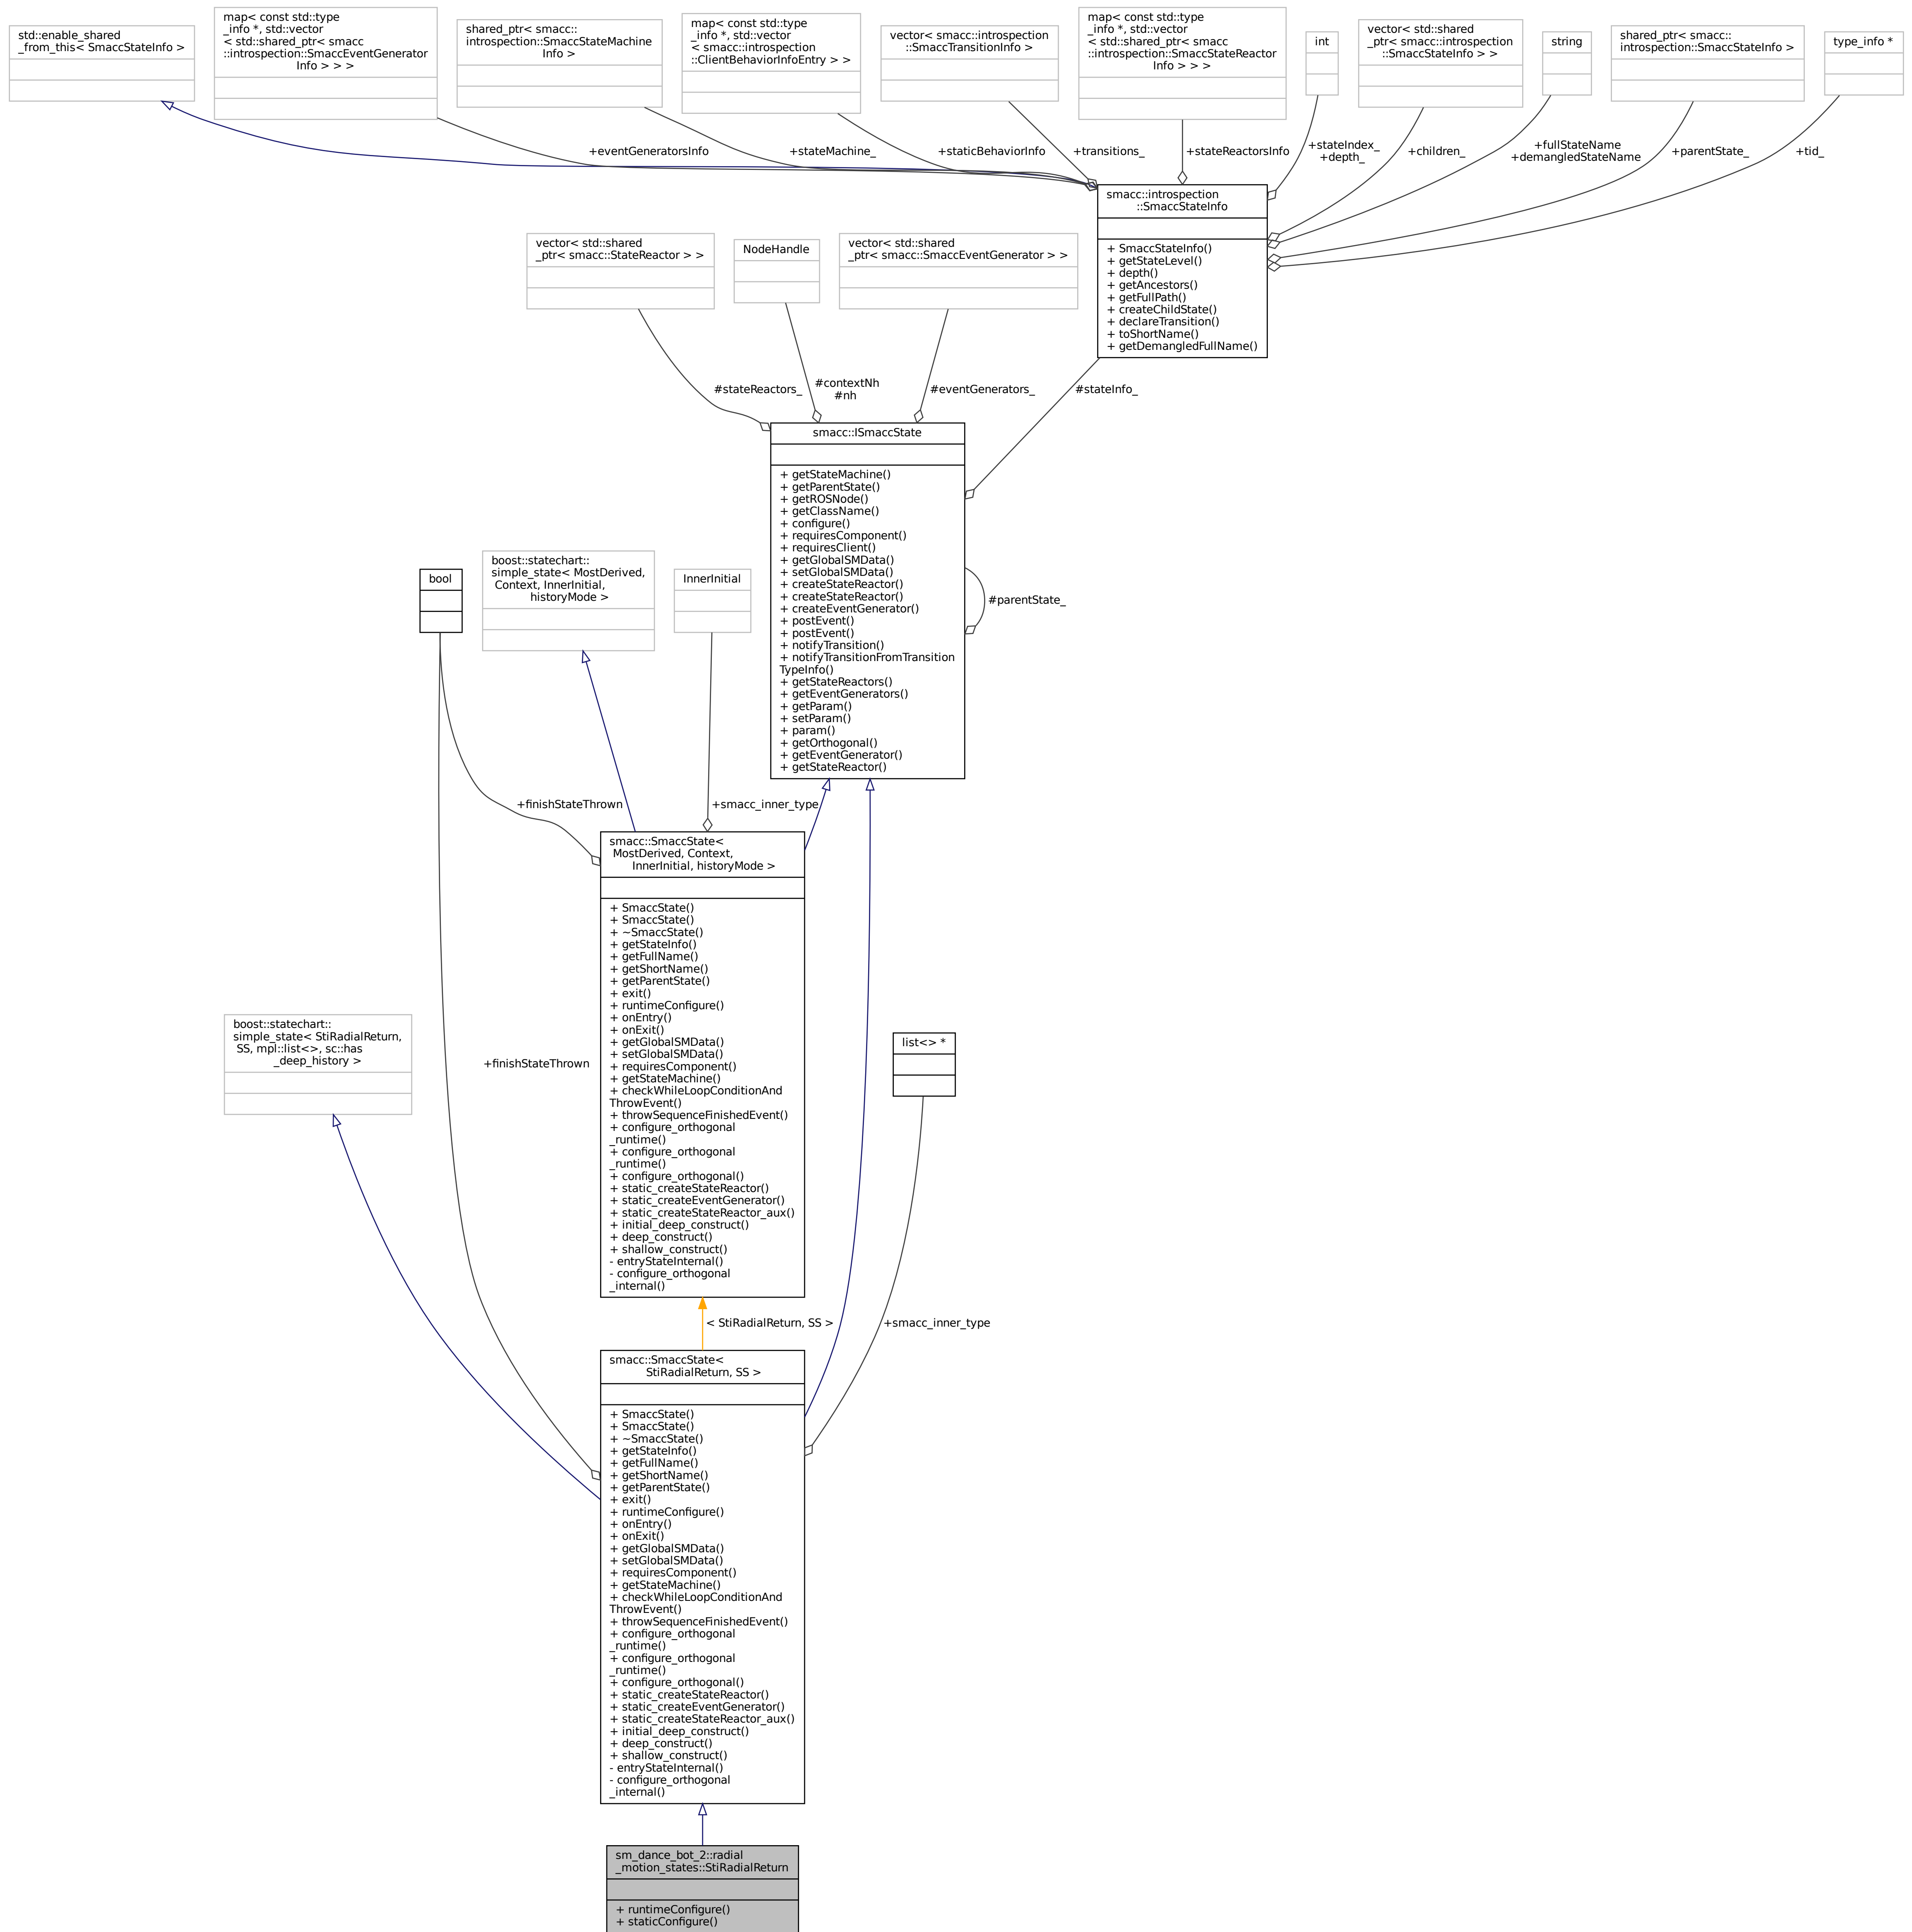 std::enable_shared
_from_this< SmaccStateInfo >
map< const std::type
_info *, std::vector
< std::shared_ptr< smacc
::introspection::SmaccEventGenerator
Info > > >
shared_ptr< smacc::
introspection::SmaccStateMachine
Info >
map< const std::type
_info *, std::vector
< smacc::introspection
::ClientBehaviorInfoEntry > >
vector< smacc::introspection
::SmaccTransitionInfo >
map< const std::type
_info *, std::vector
< std::shared_ptr< smacc
::introspection::SmaccStateReactor
Info > > >
int
vector< std::shared
_ptr< smacc::introspection
::SmaccStateInfo > >
string
shared_ptr< smacc::
introspection::SmaccStateInfo >
type_info *
+eventGeneratorsInfo
+stateMachine_
+staticBehaviorInfo
+transitions_
+stateReactorsInfo
+stateIndex_
+depth_
+children_
+fullStateName
+demangledStateName
+parentState_
+tid_
smacc::introspection
::SmaccStateInfo
+ SmaccStateInfo()
+ getStateLevel()
+ depth()
+ getAncestors()
+ getFullPath()
+ createChildState()
+ declareTransition()
+ toShortName()
+ getDemangledFullName()
vector< std::shared
_ptr< smacc::StateReactor > >
NodeHandle
vector< std::shared
_ptr< smacc::SmaccEventGenerator > >
#stateReactors_
#contextNh
#nh
#eventGenerators_
#stateInfo_
smacc::ISmaccState
+ getStateMachine()
+ getParentState()
+ getROSNode()
+ getClassName()
+ configure()
+ requiresComponent()
+ requiresClient()
+ getGlobalSMData()
+ setGlobalSMData()
+ createStateReactor()
+ createStateReactor()
+ createEventGenerator()
+ postEvent()
+ postEvent()
+ notifyTransition()
+ notifyTransitionFromTransition
TypeInfo()
+ getStateReactors()
+ getEventGenerators()
+ getParam()
+ setParam()
+ param()
+ getOrthogonal()
+ getEventGenerator()
+ getStateReactor()
#parentState_
bool
boost::statechart::
simple_state< MostDerived,
Context, InnerInitial,
historyMode >
InnerInitial
+finishStateThrown
+smacc_inner_type
smacc::SmaccState<
MostDerived, Context,
InnerInitial, historyMode >
+ SmaccState()
+ SmaccState()
+ ~SmaccState()
+ getStateInfo()
+ getFullName()
+ getShortName()
+ getParentState()
+ exit()
+ runtimeConfigure()
+ onEntry()
+ onExit()
+ getGlobalSMData()
+ setGlobalSMData()
+ requiresComponent()
+ getStateMachine()
+ checkWhileLoopConditionAnd
ThrowEvent()
+ throwSequenceFinishedEvent()
+ configure_orthogonal
_runtime()
+ configure_orthogonal
_runtime()
+ configure_orthogonal()
+ static_createStateReactor()
+ static_createEventGenerator()
+ static_createStateReactor_aux()
+ initial_deep_construct()
+ deep_construct()
+ shallow_construct()
- entryStateInternal()
- configure_orthogonal
_internal()
boost::statechart::
simple_state< StiRadialReturn,
SS, mpl::list<>, sc::has
_deep_history >
+finishStateThrown
list<> *
< StiRadialReturn, SS >
+smacc_inner_type
smacc::SmaccState<
StiRadialReturn, SS >
+ SmaccState()
+ SmaccState()
+ ~SmaccState()
+ getStateInfo()
+ getFullName()
+ getShortName()
+ getParentState()
+ exit()
+ runtimeConfigure()
+ onEntry()
+ onExit()
+ getGlobalSMData()
+ setGlobalSMData()
+ requiresComponent()
+ getStateMachine()
+ checkWhileLoopConditionAnd
ThrowEvent()
+ throwSequenceFinishedEvent()
+ configure_orthogonal
_runtime()
+ configure_orthogonal
_runtime()
+ configure_orthogonal()
+ static_createStateReactor()
+ static_createEventGenerator()
+ static_createStateReactor_aux()
+ initial_deep_construct()
+ deep_construct()
+ shallow_construct()
- entryStateInternal()
- configure_orthogonal
_internal()
sm_dance_bot_2::radial
_motion_states::StiRadialReturn
+ runtimeConfigure()
+ staticConfigure()